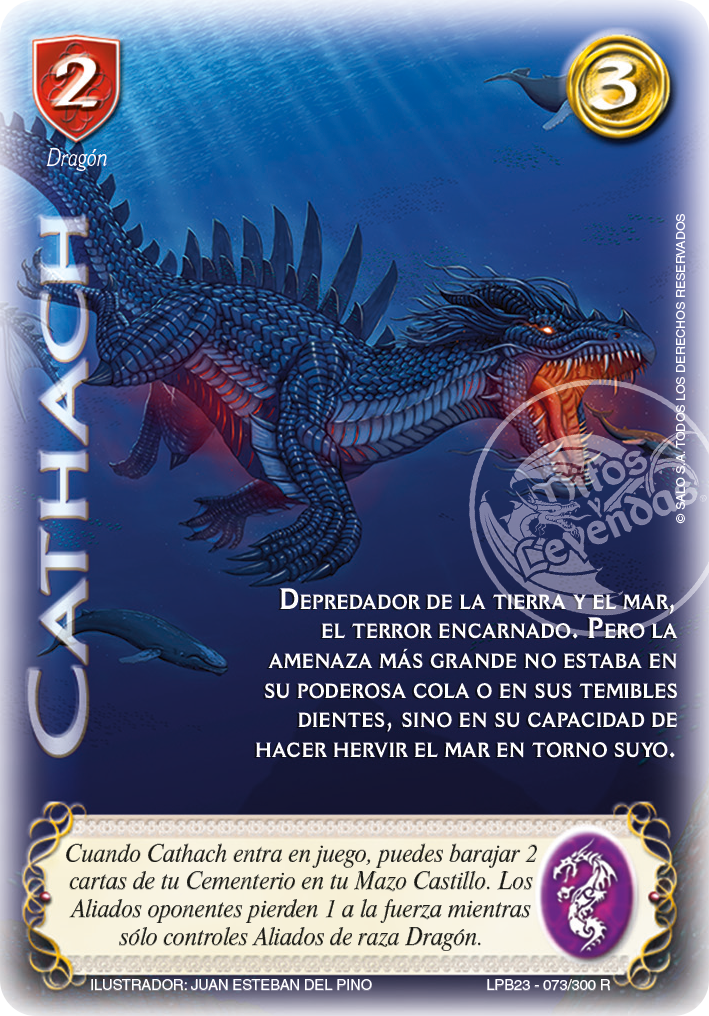 2
3
Dragón
CATHACH
© SALO S.A. TODOS LOS DERECHOS RESERVADOS
Mitos
y
Leyendas
DEPREDADOR DE LA TIERRA Y EL MAR,
EL TERROR ENCARNADO. PERO LA
AMENAZA MÁS GRANDE NO ESTABA EN
SU PODEROSA COLA O EN SUS TEMIBLES
DIENTES, SINO EN SU CAPACIDAD DE
HACER HERVIR EL MAR EN TORNO SUYO.
Cuando Cathach entra en juego, puedes barajar 2
cartas de tu Cementerio en tu Mazo Castillo. Los
Aliados oponentes pierden 1 a la fuerza mientras
sólo controles Aliados de raza Dragón.
ILUSTRADOR: JUAN ESTEBAN DEL PINO
LPB23 - 073/300 R